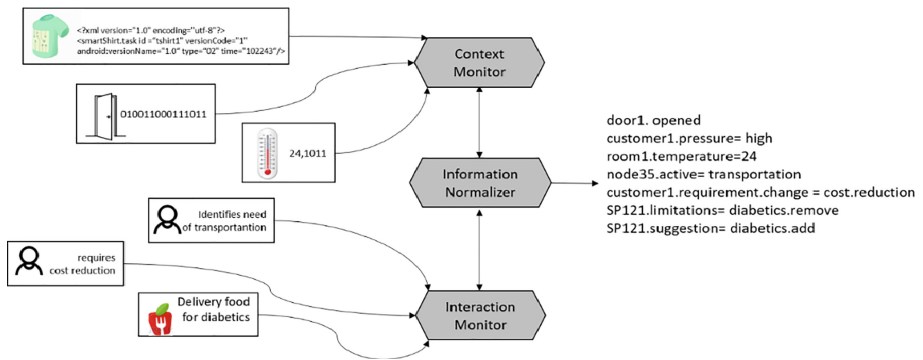 <?xml version="1.0" encoding="utf-8"?>
<smartShirt.task id ="tshirt1" versionCode="1"
android:versionName="1.0" type="02" time="102243"/>
Context
Monitor
010011000111011
24,1011
door1. opened
customer1.pressure= high
room1.temperature=24
node35.active= transportation
customer1.requirement.change = cost.reduction
SP121.limitations= diabetics.remove
SP121.suggestion= diabetics.add
Information
Normalizer
Identifies need
of transportantion
requires
cost reduction
Delivery food
for diabetics
Interaction
Monitor